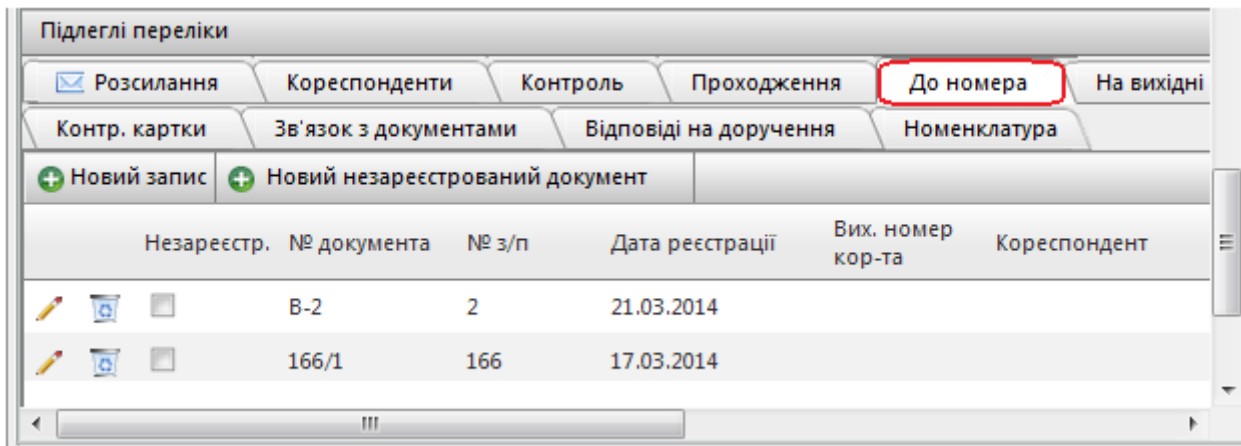 Підлеглі переліки
Розсилання Кореспонденти Контроль Проходження До номера На вихідні
Контр. картки Зв'язок з документами Відповіді на доручення Номенклатура
Новий запис Новий незареєстрований документ
Незареєстр. № документа № з/п Дата реєстрації Вих. номер кор-та Кореспондент
В-2 2 21.03.2014
166/1 166 17.03.2014